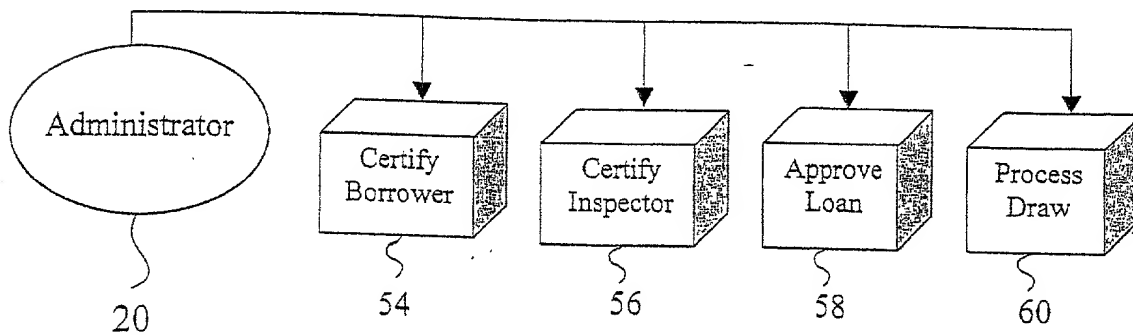 Administrator
Certify
Borrower
Certify
Inspector
Approve
Loan
Process
Draw
20
54
56
58
60